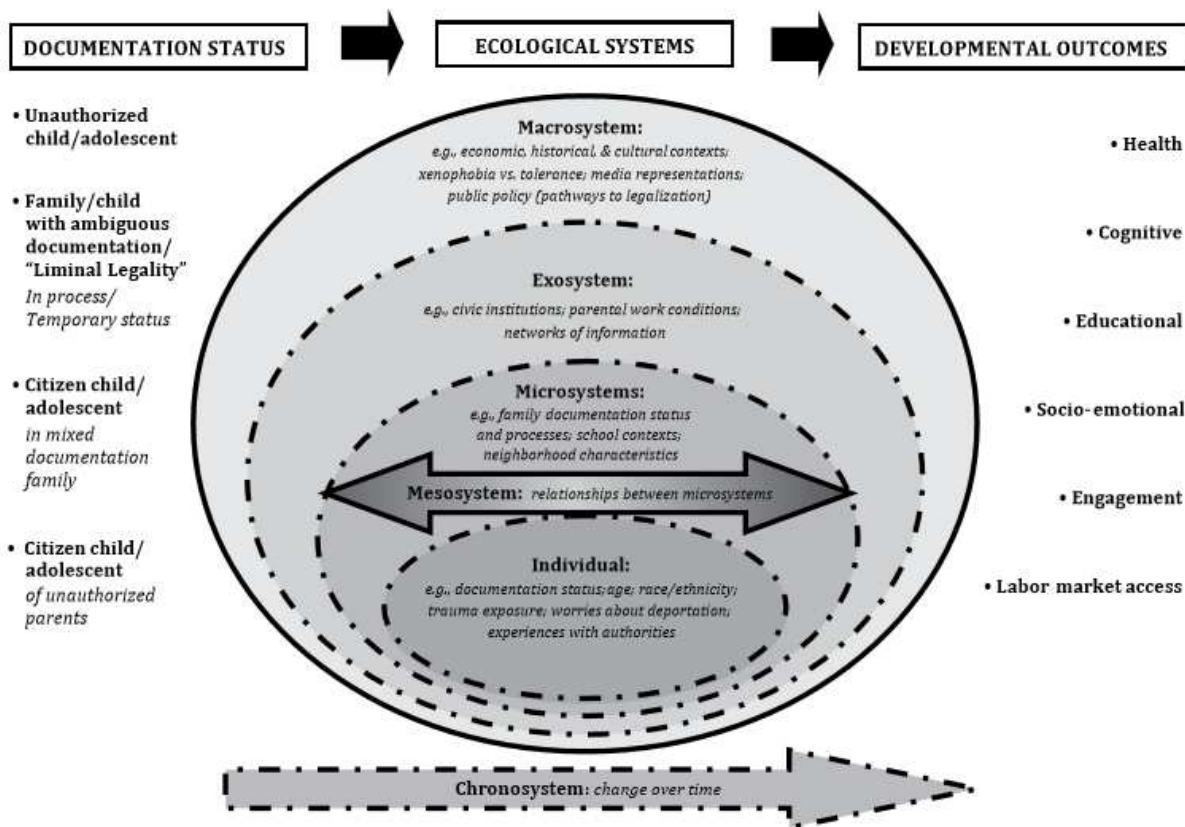 DOCUMENTATION STATUS
ECOLOGICAL SYSTEMS
DEVELOPMENTAL OUTCOMES
• Unauthorized
child/adolescent
• Family/child
with ambiguous
documentation/
“Liminal Legality”
In process/
Temporary status
• Citizen child/
adolescent
in mixed
documentation
family
• Citizen child/
adolescent
of unauthorized
parents
Macrosystem:
e.g., economic, historical, & cultural contexts;
xenophobia vs. tolerance; media representations;
public policy (pathways to legalization)
Exosystem:
e.g., civic institutions; parental work conditions;
networks of information
Microsystems:
e.g., family documentation status
and processes; school contexts;
neighborhood characteristics
Mesosystem: relationships between microsystems
Individual:
e.g., documentation status;age; race/ethnicity;
trauma exposure; worries about deportation;
experiences with authorities
Chronosystem: change over time
• Health
• Cognitive
• Educational
• Socio-emotional
• Engagement
• Labor market access